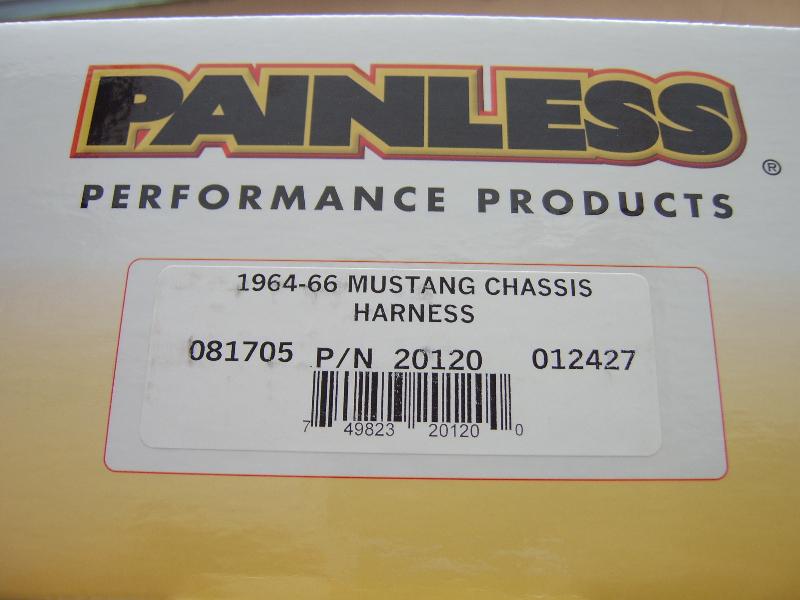 PAINLESS
®
PERFORMANCE PRODUCTS
1964-66 MUSTANG CHASSIS
HARNESS
081705 P/N 20120 012427
7 49823 20120 0